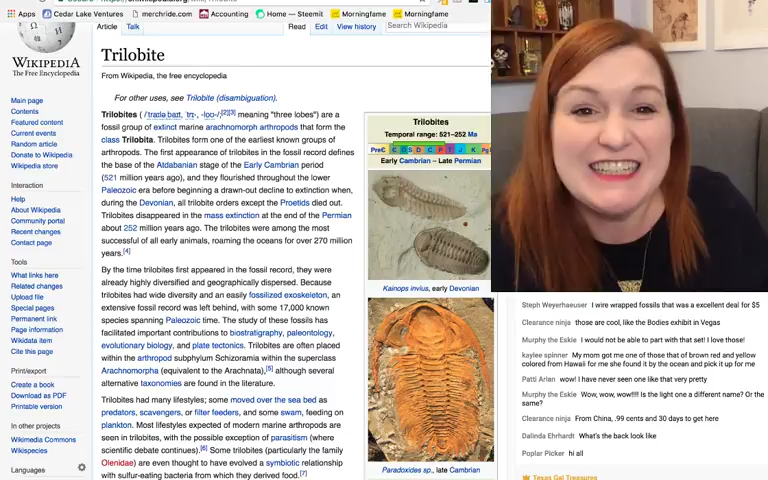 Apps
Cedar Lake Ventures
merchride.com
Accounting
Home — Steemit
Morningfame
Morningfame
WIKIPEDIA
The Free Encyclopedia
Main page
Contents
Featured content
Current events
Random article
Donate to Wikipedia
Wikipedia store
Interaction
Help
About Wikipedia
Community portal
Recent changes
Contact page
Tools
What links here
Related changes
Upload file
Special pages
Permanent link
Page information
Wikidata item
Cite this page
Print/export
Create a book
Download as PDF
Printable version
In other projects
Wikimedia Commons
Wikispecies
Languages
Article Talk
Read Edit View history
Search Wikipedia
Trilobite
From Wikipedia, the free encyclopedia
For other uses, see Trilobite (disambiguation).
Trilobites (/ˈtraɪləˌbaɪt, ˈtrɪ-, -loʊ-/;[2][3] meaning "three lobes") are a
fossil group of extinct marine arachnomorph arthropods that form the
class Trilobita. Trilobites form one of the earliest known groups of
arthropods. The first appearance of trilobites in the fossil record defines
the base of the Atdabanian stage of the Early Cambrian period
(521 million years ago), and they flourished throughout the lower
Paleozoic era before beginning a drawn-out decline to extinction when,
during the Devonian, all trilobite orders except the Proetids died out.
Trilobites disappeared in the mass extinction at the end of the Permian
about 252 million years ago. The trilobites were among the most
successful of all early animals, roaming the oceans for over 270 million
years.[4]
By the time trilobites first appeared in the fossil record, they were
already highly diversified and geographically dispersed. Because
trilobites had wide diversity and an easily fossilized exoskeleton, an
extensive fossil record was left behind, with some 17,000 known
species spanning Paleozoic time. The study of these fossils has
facilitated important contributions to biostratigraphy, paleontology,
evolutionary biology, and plate tectonics. Trilobites are often placed
within the arthropod subphylum Schizoramia within the superclass
Arachnomorpha (equivalent to the Arachnata),[5] although several
alternative taxonomies are found in the literature.
Trilobites had many lifestyles; some moved over the sea bed as
predators, scavengers, or filter feeders, and some swam, feeding on
plankton. Most lifestyles expected of modern marine arthropods are
seen in trilobites, with the possible exception of parasitism (where
scientific debate continues).[6] Some trilobites (particularly the family
Olenidae) are even thought to have evolved a symbiotic relationship
with sulfur-eating bacteria from which they derived food.[7]
Trilobites
Temporal range: 521–252 Ma
PreЄ Є O S D C P T J K Pg
Early Cambrian – Late Permian
Kainops invius, early Devonian
Paradoxides sp., late Cambrian
Steph Weyerhaeuser I wire wrapped fossils that was a excellent deal for $5
Clearance ninja those are cool, like the Bodies exhibit in Vegas
Murphy the Eskie I would not be able to part with that set! I love those!
kaylee spinner My mom got me one of those that of brown red and yellow
colored from Hawaii for me she found it by the ocean and pick it up for me
Patti Arlan wow! I have never seen one like that very pretty
Murphy the Eskie Wow, wow, wow!!!! Is the light one a different name? Or the
same?
Clearance ninja From China, .99 cents and 30 days to get here
Dalinda Ehrhardt What's the back look like
Poplar Picker hi all
Texas Gal Treasures